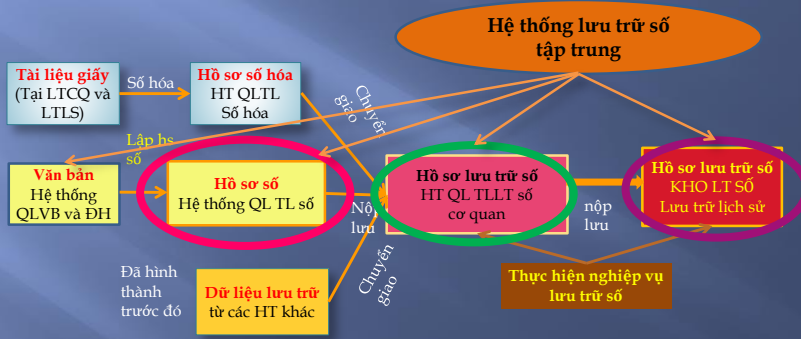 Hệ thống lưu trữ số
tập trung
Tài liệu giấy
(Tại LTCQ và
LTLS)
Số hóa
Hồ sơ số hóa
HT QLTL
Số hóa
Chuyển
giao
Lập hs
số
Văn bản
Hệ thống
QLVB và ĐH
Hồ sơ số
Hệ thống QL TL số
Nộp
lưu
Hồ sơ lưu trữ số
HT QL TLLT số
cơ quan
nộp
lưu
Hồ sơ lưu trữ số
KHO LT SỐ
Lưu trữ lịch sử
Đã hình
thành
trước đó
Dữ liệu lưu trữ
từ các HT khác
Chuyển
giao
Thực hiện nghiệp vụ
lưu trữ số